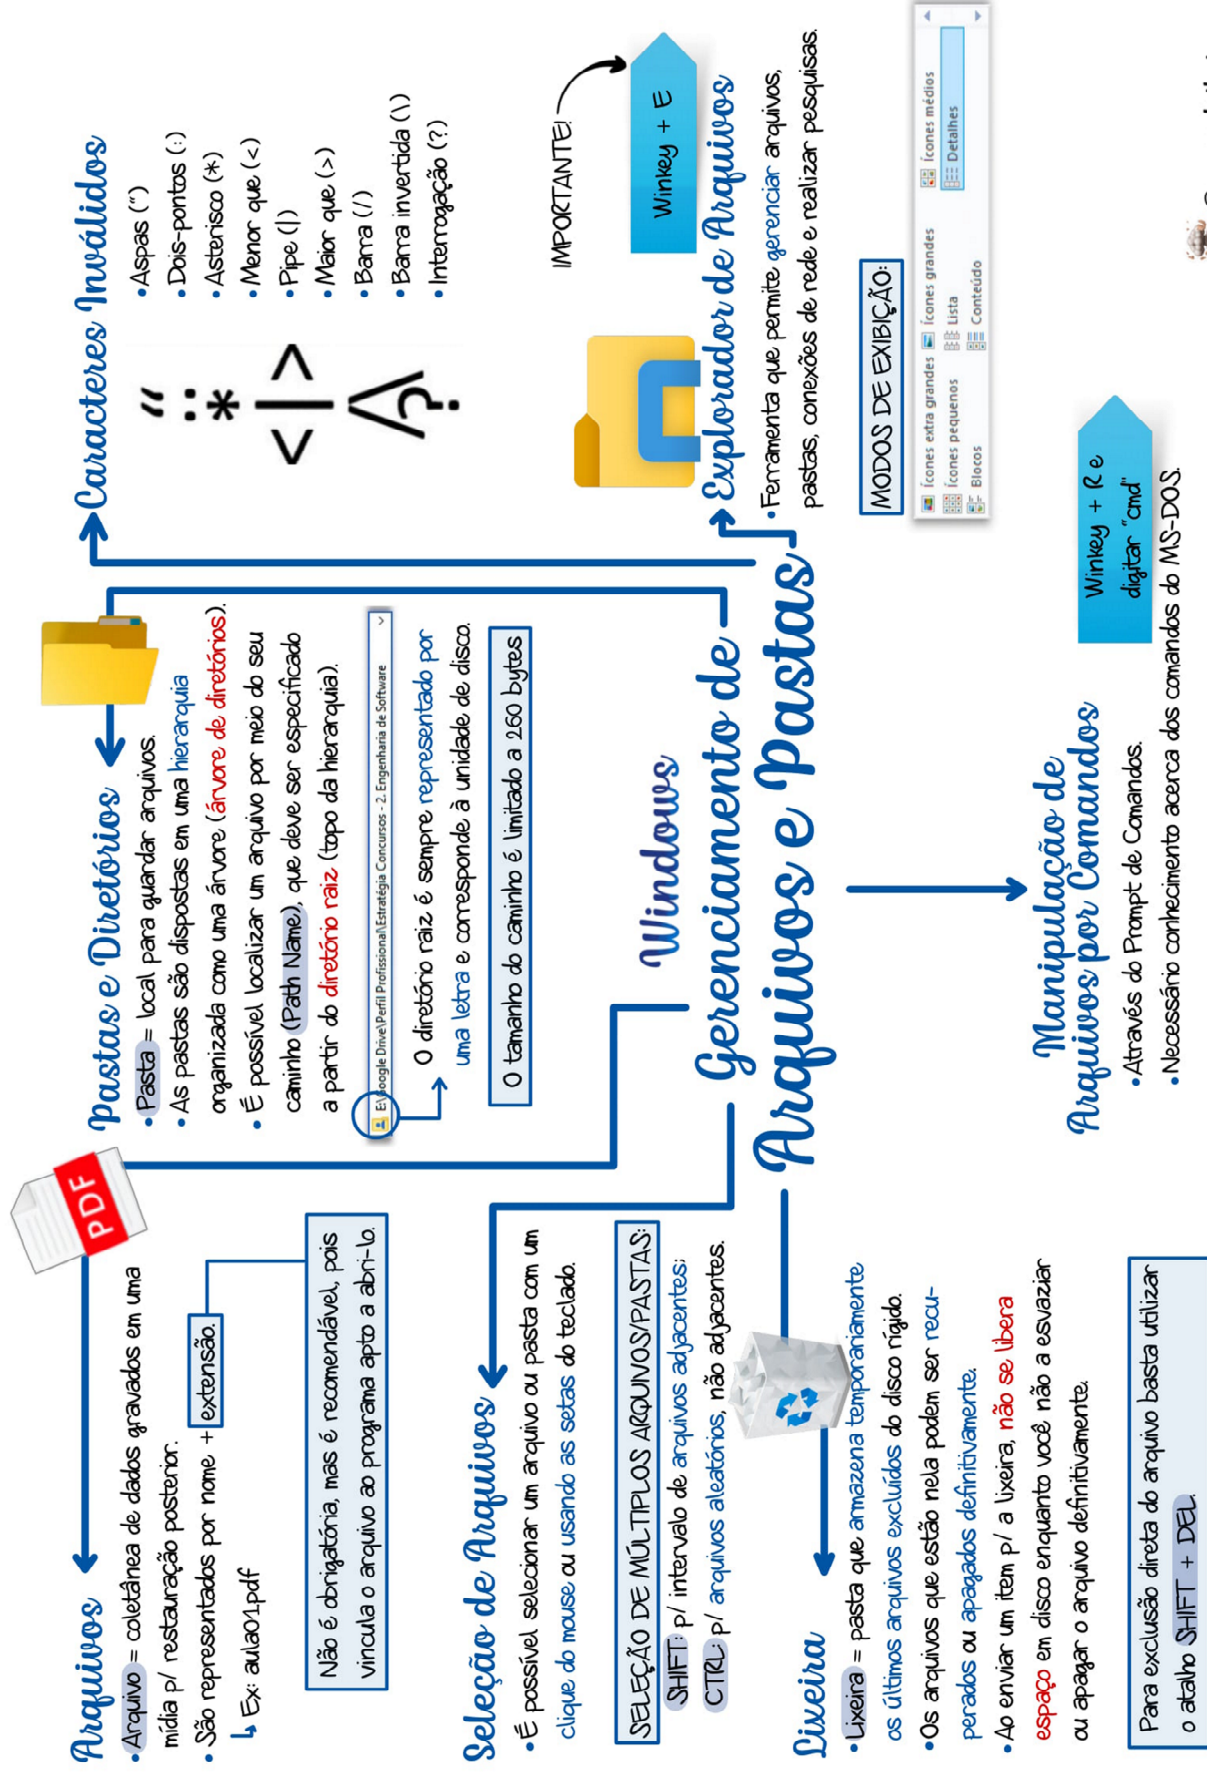 Windows
Gerenciamento de
Arquivos e Pastas
Arquivos
• Arquivo = coletânea de dados gravados em uma
mídia p/ restauração posterior.
• São representados por nome + extensão.
Ex: aula01.pdf
Não é obrigatória, mas é recomendável, pois
vincula o arquivo ao programa apto a abri-lo.
PDF
Pastas e Diretórios
• Pasta = local para guardar arquivos.
• As pastas são dispostas em uma hierarquia
organizada como uma árvore (árvore de diretórios).
• É possível localizar um arquivo por meio do seu
caminho (Path Name), que deve ser especificado
a partir do diretório raiz (topo da hierarquia).
E:\Google Drive\Perfil Profissional\Estratégia Concursos - 2. Engenharia de Software
O diretório raiz é sempre representado por
uma letra e corresponde à unidade de disco.
O tamanho do caminho é limitado a 260 bytes
Caracteres Inválidos
" : * < | > \ / ?
• Aspas (")
• Dois-pontos (:)
• Asterisco (*)
• Menor que (<)
• Pipe (|)
• Maior que (>)
• Barra (/)
• Barra invertida (\)
• Interrogação (?)
Seleção de Arquivos
• É possível selecionar um arquivo ou pasta com um
clique do mouse ou usando as setas do teclado.
SELEÇÃO DE MÚLTIPLOS ARQUIVOS/PASTAS:
SHIFT: p/ intervalo de arquivos adjacentes;
CTRL: p/ arquivos aleatórios, não adjacentes.
Explorador de Arquivos
IMPORTANTE!
Winkey + E
• Ferramenta que permite gerenciar arquivos,
pastas, conexões de rede e realizar pesquisas.
MODOS DE EXIBIÇÃO:
Ícones extra grandes Ícones grandes Ícones médios
Ícones pequenos Lista Detalhes
Blocos Conteúdo
Lixeira
• Lixeira = pasta que armazena temporariamente
os últimos arquivos excluídos do disco rígido.
• Os arquivos que estão nela podem ser recu-
perados ou apagados definitivamente.
• Ao enviar um item p/ a lixeira, não se libera
espaço em disco enquanto você não a esvaziar
ou apagar o arquivo definitivamente.
Para exclusão direta do arquivo basta utilizar
o atalho SHIFT + DEL.
Manipulação de
Arquivos por Comandos
• Através do Prompt de Comandos.
• Necessário conhecimento acerca dos comandos do MS-DOS.
Winkey + R e
digitar "cmd"